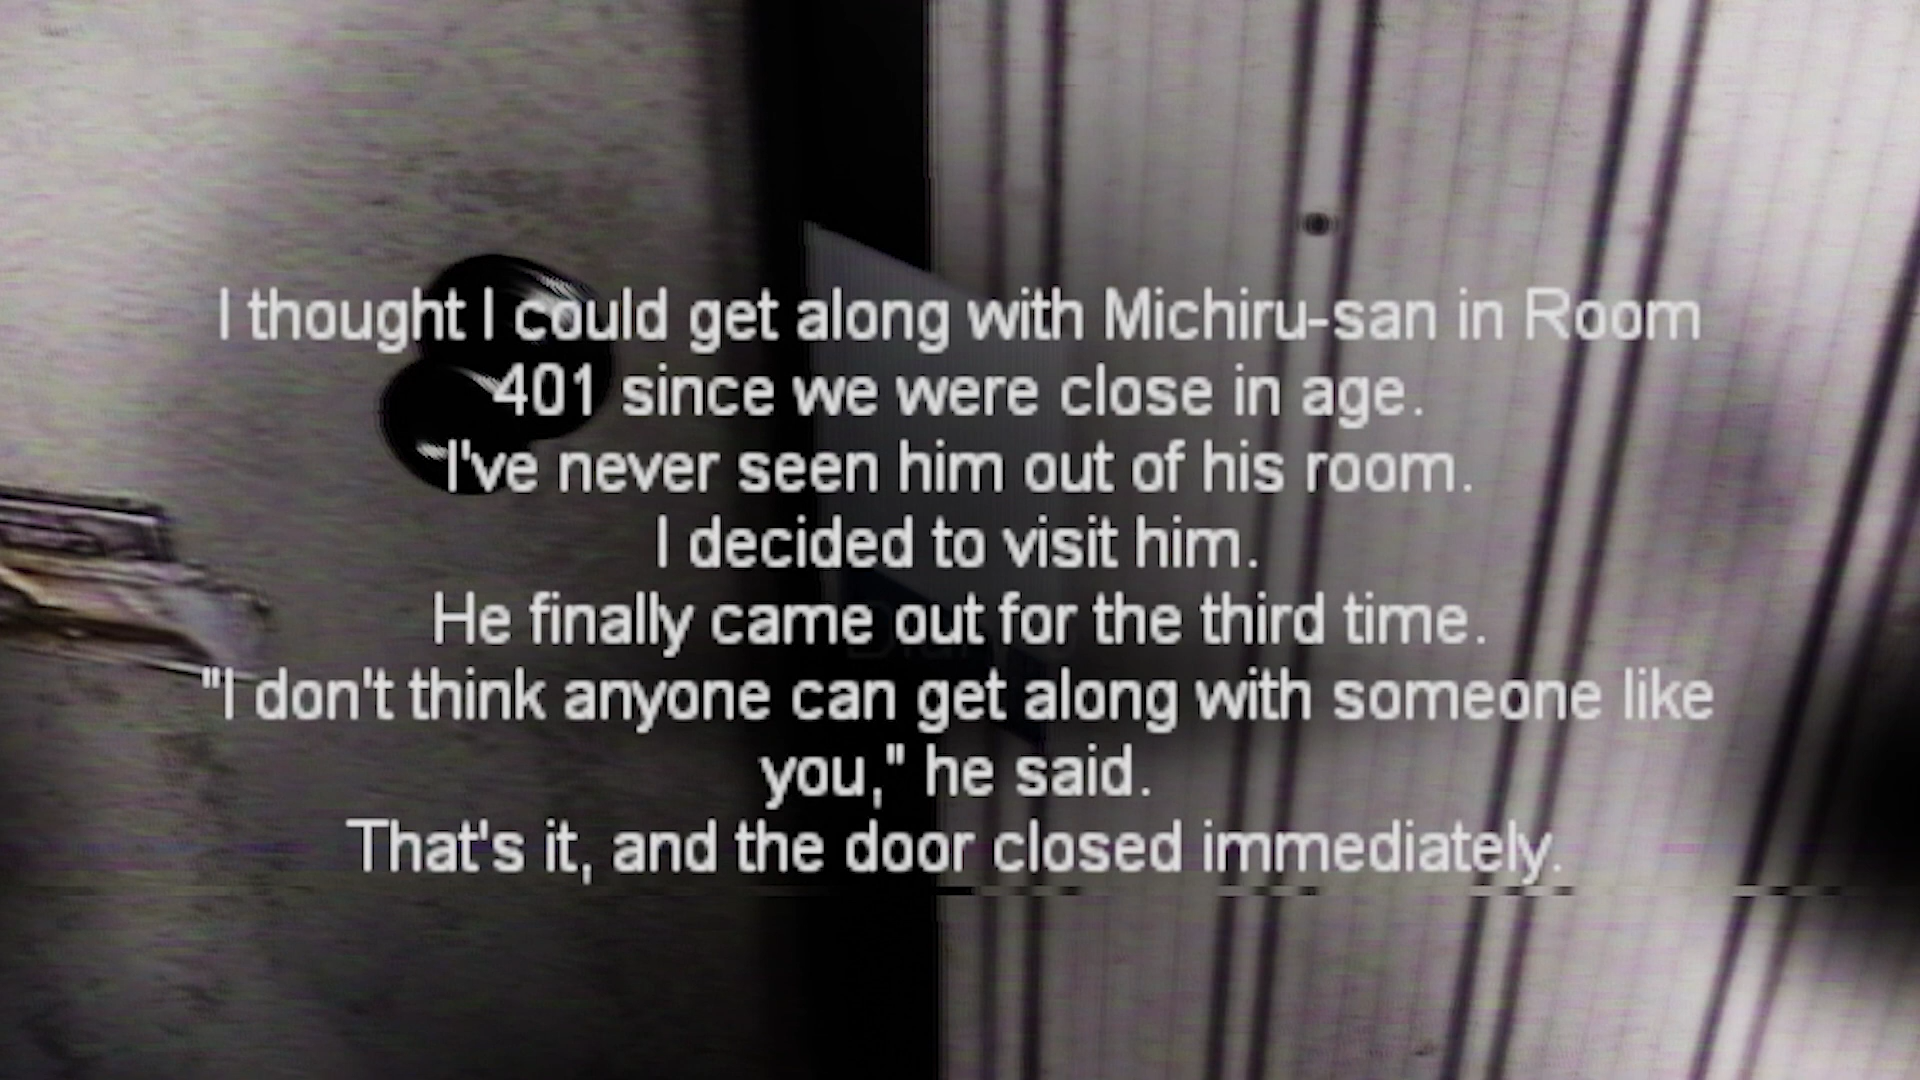 I thought I could get along with Michiru-san in Room
401 since we were close in age.
I've never seen him out of his room.
I decided to visit him.
He finally came out for the third time.
"I don't think anyone can get along with someone like
you," he said.
That's it, and the door closed immediately.